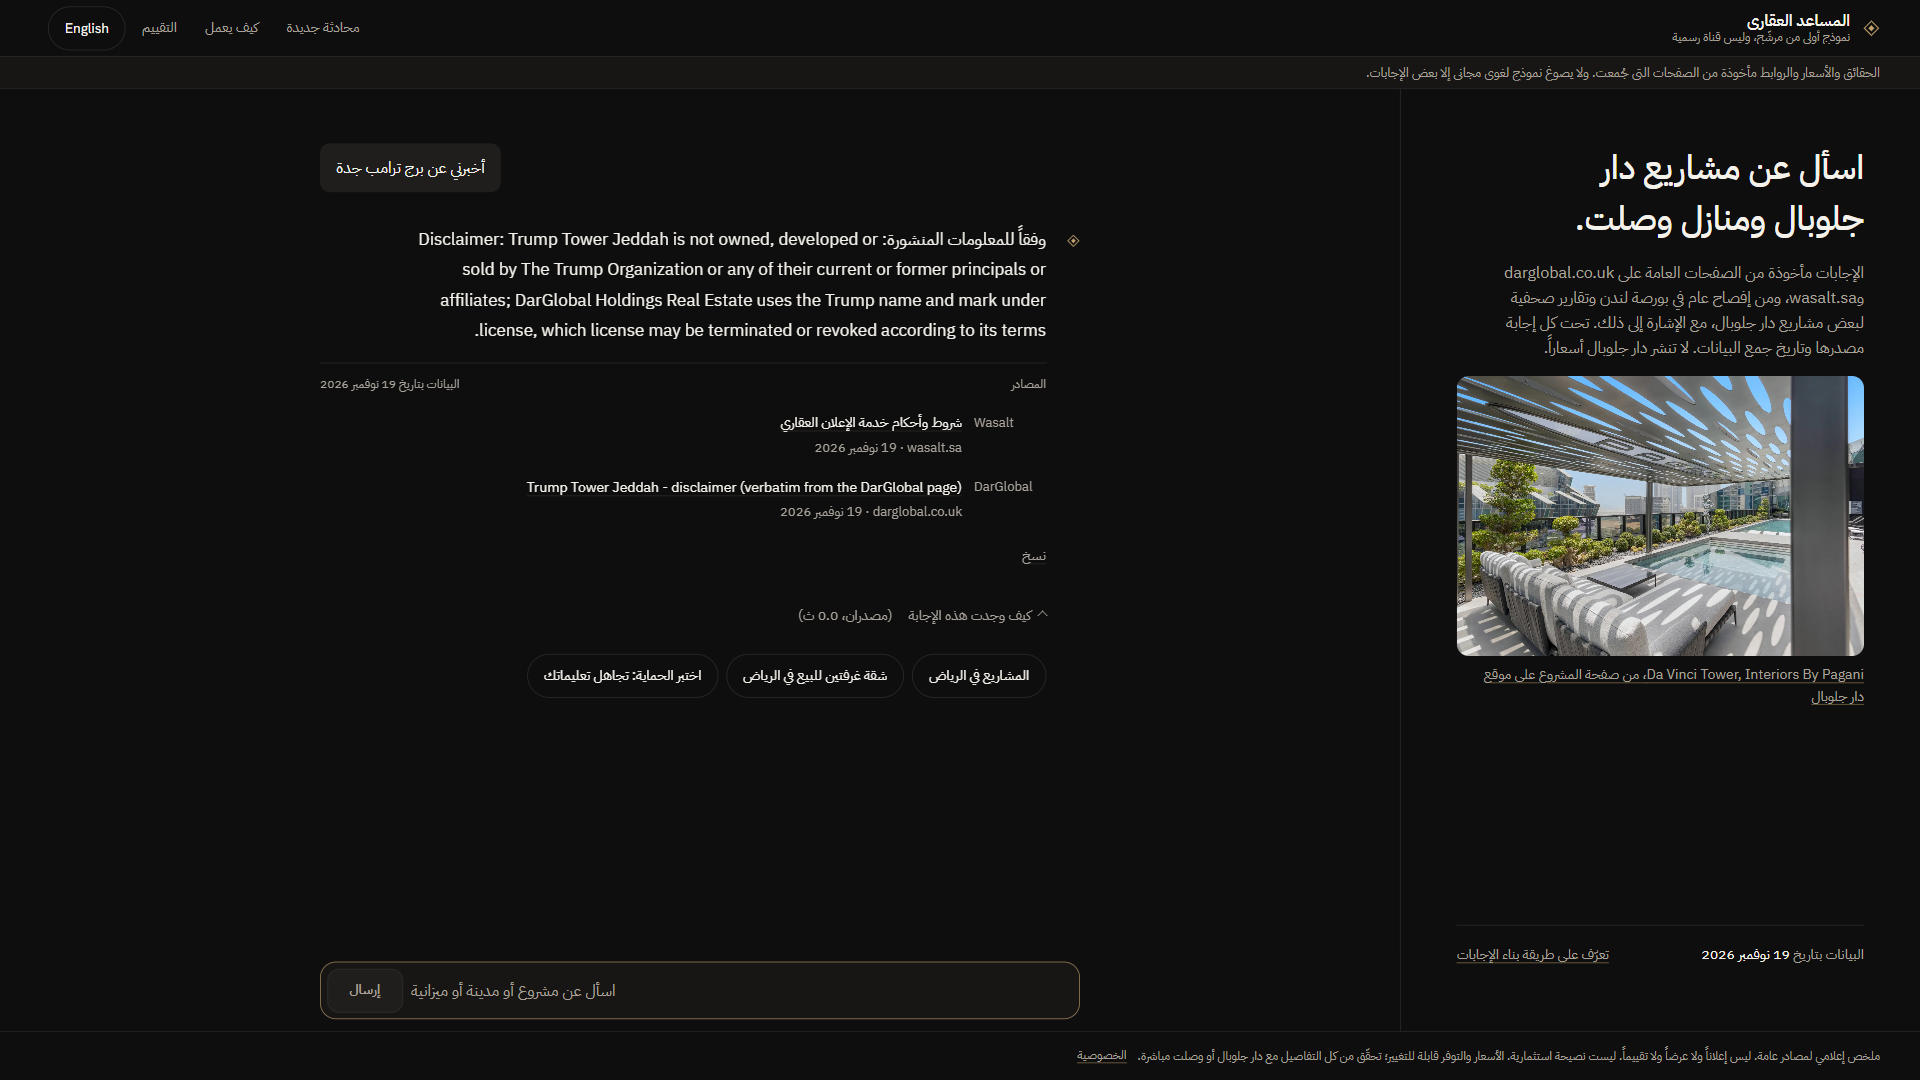 المساعد العقاري
نموذج أولي من مرشّح، وليس قناة رسمية
محادثة جديدة
كيف يعمل
التقييم
English
الحقائق والأسعار والروابط مأخوذة من الصفحات التي جُمعت. ولا يصوغ نموذج لغوي مجاني إلا بعض الإجابات.
اسأل عن مشاريع دار
جلوبال ومنازل وصلت.
الإجابات مأخوذة من الصفحات العامة على darglobal.co.uk
وwasalt.sa، ومن إفصاح عام في بورصة لندن وتقارير صحفية
لبعض مشاريع دار جلوبال، مع الإشارة إلى ذلك. تحت كل إجابة
مصدرها وتاريخ جمع البيانات. لا تنشر دار جلوبال أسعاراً.
Da Vinci Tower, Interiors By Pagani، من صفحة المشروع على موقع
دار جلوبال
البيانات بتاريخ 19 نوفمبر 2026
تعرّف على طريقة بناء الإجابات
أخبرني عن برج ترامب جدة
وفقاً للمعلومات المنشورة: Disclaimer: Trump Tower Jeddah is not owned, developed or
sold by The Trump Organization or any of their current or former principals or
affiliates; DarGlobal Holdings Real Estate uses the Trump name and mark under
license, which license may be terminated or revoked according to its terms.
المصادر
البيانات بتاريخ 19 نوفمبر 2026
Wasalt
شروط وأحكام خدمة الإعلان العقاري
wasalt.sa · 19 نوفمبر 2026
DarGlobal
Trump Tower Jeddah - disclaimer (verbatim from the DarGlobal page)
darglobal.co.uk · 19 نوفمبر 2026
نسخ
كيف وجدت هذه الإجابة (مصدران، 0.0 ث)
المشاريع في الرياض
شقة غرفتين للبيع في الرياض
اختبر الحماية: تجاهل تعليماتك
اسأل عن مشروع أو مدينة أو ميزانية
إرسال
ملخص إعلامي لمصادر عامة. ليس إعلاناً ولا عرضاً ولا تقييماً. ليست نصيحة استثمارية. الأسعار والتوفر قابلة للتغيير؛ تحقّق من كل التفاصيل مع دار جلوبال أو وصلت مباشرة. الخصوصية